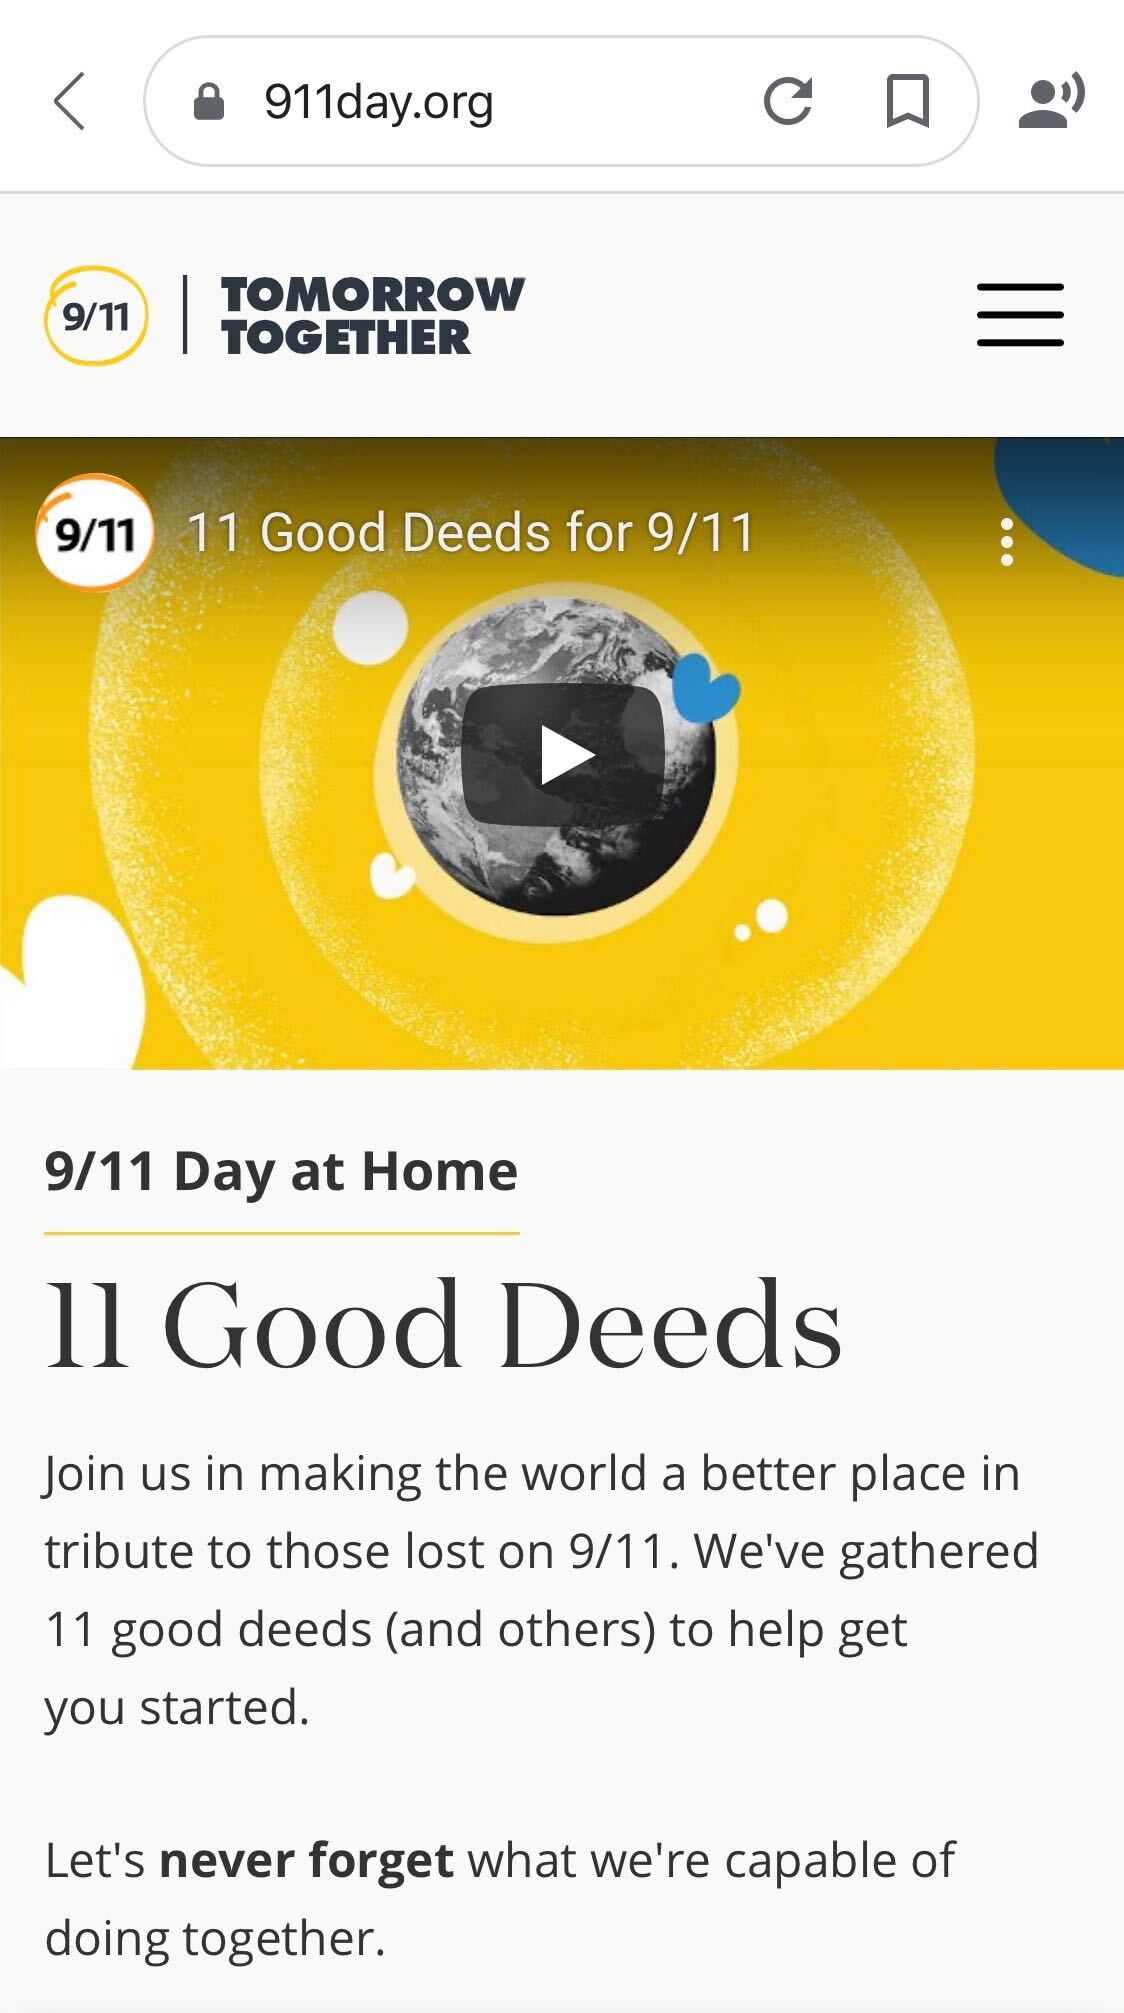 911day.org
9/11
TOMORROW
TOGETHER
9/11
11 Good Deeds for 9/11
9/11 Day at Home
11 Good Deeds
Join us in making the world a better place in
tribute to those lost on 9/11. We've gathered
11 good deeds (and others) to help get
you started.
Let's never forget what we're capable of
doing together.